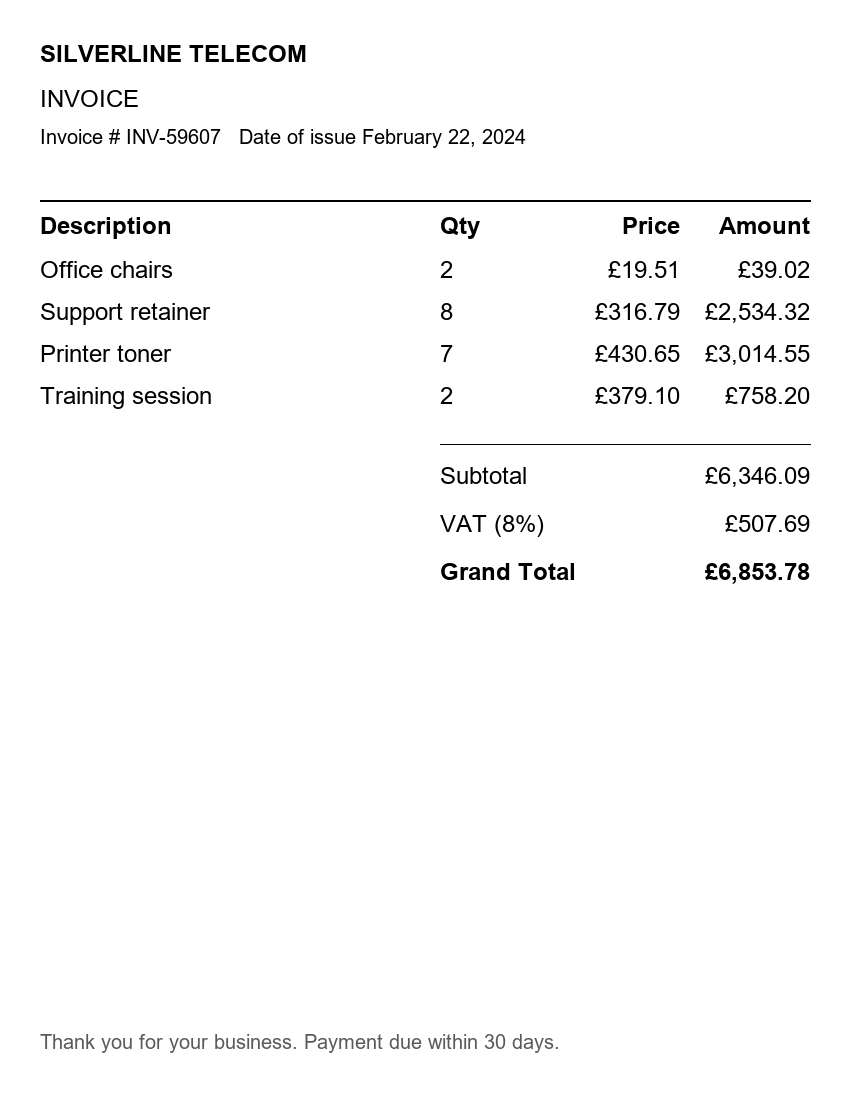 SILVERLINE TELECOM
INVOICE
Invoice # INV-59607 Date of issue February 22, 2024
Description Qty Price Amount
Office chairs 2 £19.51 £39.02
Support retainer 8 £316.79 £2,534.32
Printer toner 7 £430.65 £3,014.55
Training session 2 £379.10 £758.20
Subtotal £6,346.09
VAT (8%) £507.69
Grand Total £6,853.78
Thank you for your business. Payment due within 30 days.